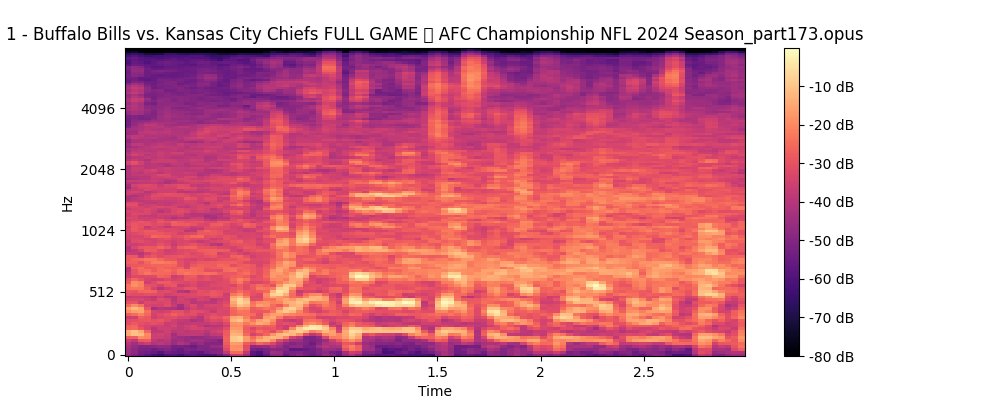 1 - Buffalo Bills vs. Kansas City Chiefs FULL GAME ▯ AFC Championship NFL 2024 Season_part173.opus
Hz
4096
2048
1024
512
0
0 0.5 1 1.5 2 2.5
Time
-10 dB
-20 dB
-30 dB
-40 dB
-50 dB
-60 dB
-70 dB
-80 dB